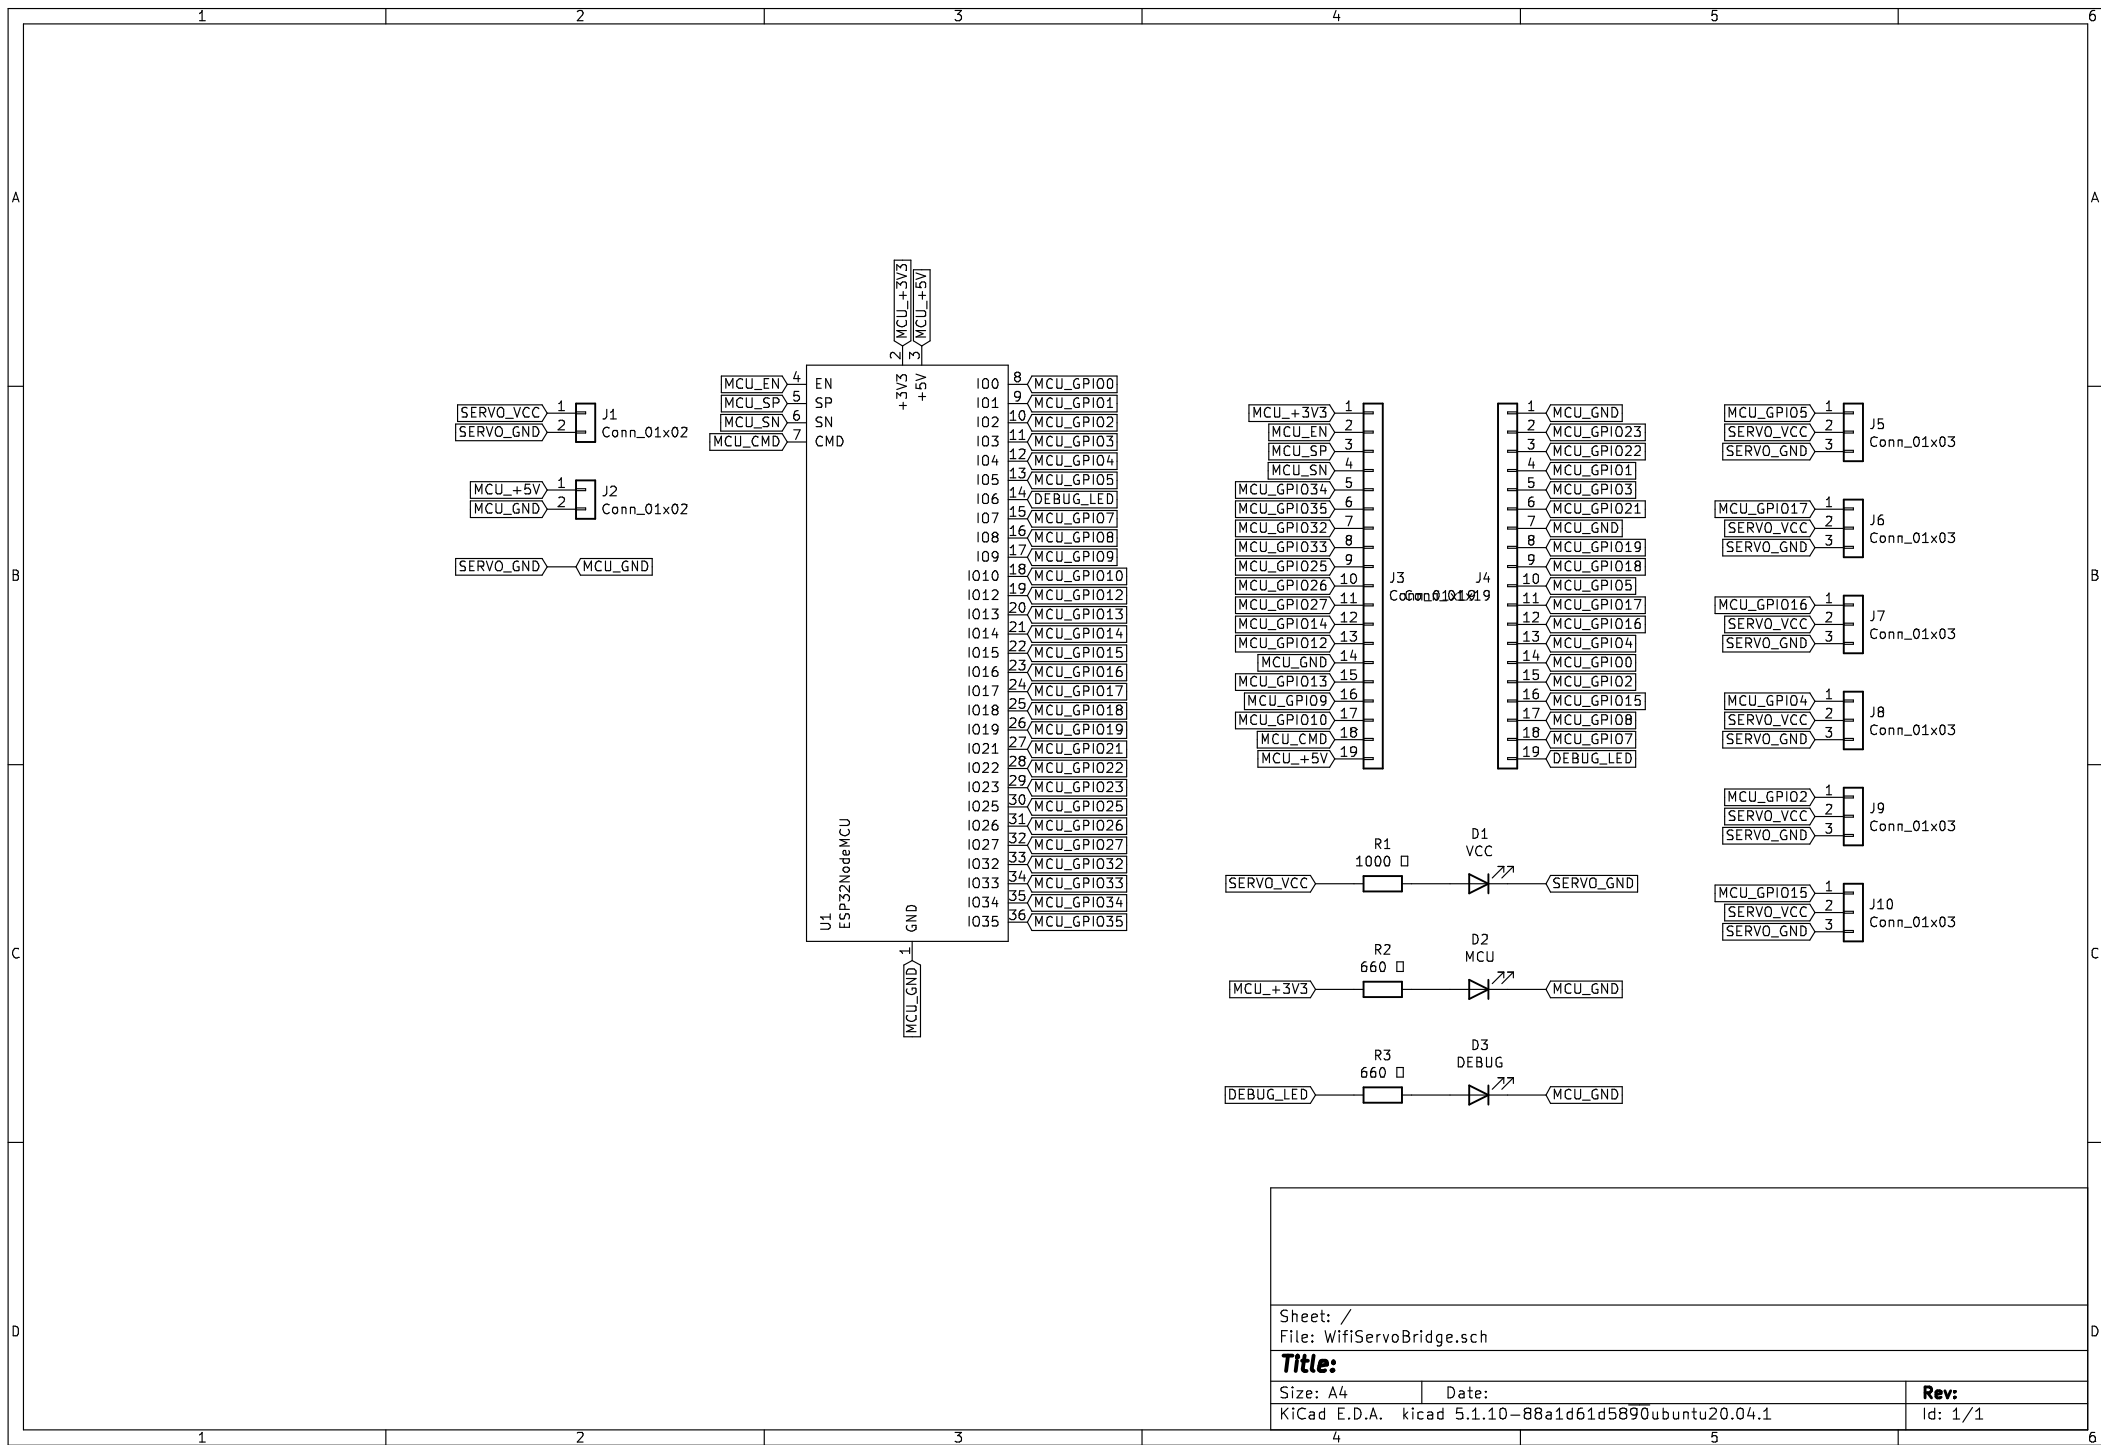 1 2 3 4 5 6
A A
B B
C C
D D
SERVO_VCC 1
SERVO_GND 2
J1
Conn_01x02
MCU_+5V 1
MCU_GND 2
J2
Conn_01x02
SERVO_GND MCU_GND
MCU_+3V3 2 +3V3
MCU_+5V 3 +5V
MCU_EN 4 EN
MCU_SP 5 SP
MCU_SN 6 SN
MCU_CMD 7 CMD
IO0 8 MCU_GPIO0
IO1 9 MCU_GPIO1
IO2 10 MCU_GPIO2
IO3 11 MCU_GPIO3
IO4 12 MCU_GPIO4
IO5 13 MCU_GPIO5
IO6 14 DEBUG_LED
IO7 15 MCU_GPIO7
IO8 16 MCU_GPIO8
IO9 17 MCU_GPIO9
IO10 18 MCU_GPIO10
IO12 19 MCU_GPIO12
IO13 20 MCU_GPIO13
IO14 21 MCU_GPIO14
IO15 22 MCU_GPIO15
IO16 23 MCU_GPIO16
IO17 24 MCU_GPIO17
IO18 25 MCU_GPIO18
IO19 26 MCU_GPIO19
IO21 27 MCU_GPIO21
IO22 28 MCU_GPIO22
IO23 29 MCU_GPIO23
IO25 30 MCU_GPIO25
IO26 31 MCU_GPIO26
IO27 32 MCU_GPIO27
IO32 33 MCU_GPIO32
IO33 34 MCU_GPIO33
IO34 35 MCU_GPIO34
IO35 36 MCU_GPIO35
U1
ESP32NodeMCU
GND 1 MCU_GND
MCU_+3V3 1
MCU_EN 2
MCU_SP 3
MCU_SN 4
MCU_GPIO34 5
MCU_GPIO35 6
MCU_GPIO32 7
MCU_GPIO33 8
MCU_GPIO25 9
MCU_GPIO26 10
MCU_GPIO27 11
MCU_GPIO14 12
MCU_GPIO12 13
MCU_GND 14
MCU_GPIO13 15
MCU_GPIO9 16
MCU_GPIO10 17
MCU_CMD 18
MCU_+5V 19
J3
Conn_01x19
J4
Conn_01x19
1 MCU_GND
2 MCU_GPIO23
3 MCU_GPIO22
4 MCU_GPIO1
5 MCU_GPIO3
6 MCU_GPIO21
7 MCU_GND
8 MCU_GPIO19
9 MCU_GPIO18
10 MCU_GPIO5
11 MCU_GPIO17
12 MCU_GPIO16
13 MCU_GPIO4
14 MCU_GPIO0
15 MCU_GPIO2
16 MCU_GPIO15
17 MCU_GPIO8
18 MCU_GPIO7
19 DEBUG_LED
MCU_GPIO5 1
SERVO_VCC 2
SERVO_GND 3
J5
Conn_01x03
MCU_GPIO17 1
SERVO_VCC 2
SERVO_GND 3
J6
Conn_01x03
MCU_GPIO16 1
SERVO_VCC 2
SERVO_GND 3
J7
Conn_01x03
MCU_GPIO4 1
SERVO_VCC 2
SERVO_GND 3
J8
Conn_01x03
MCU_GPIO2 1
SERVO_VCC 2
SERVO_GND 3
J9
Conn_01x03
MCU_GPIO15 1
SERVO_VCC 2
SERVO_GND 3
J10
Conn_01x03
R1
1000 □
D1
VCC
SERVO_VCC SERVO_GND
R2
660 □
D2
MCU
MCU_+3V3 MCU_GND
R3
660 □
D3
DEBUG
DEBUG_LED MCU_GND
Sheet: /
File: WifiServoBridge.sch
Title:
Size: A4 Date: Rev:
KiCad E.D.A. kicad 5.1.10-88a1d61d5890ubuntu20.04.1 Id: 1/1
1 2 3 4 5 6